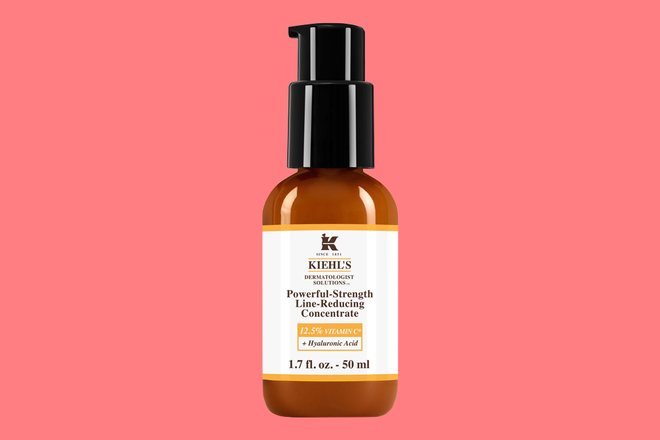 K
SINCE 1851
KIEHL'S
DERMATOLOGIST
SOLUTIONS™
Powerful-Strength
Line-Reducing
Concentrate
12.5% VITAMIN C*
+ Hyaluronic Acid
1.7 fl. oz. - 50 ml